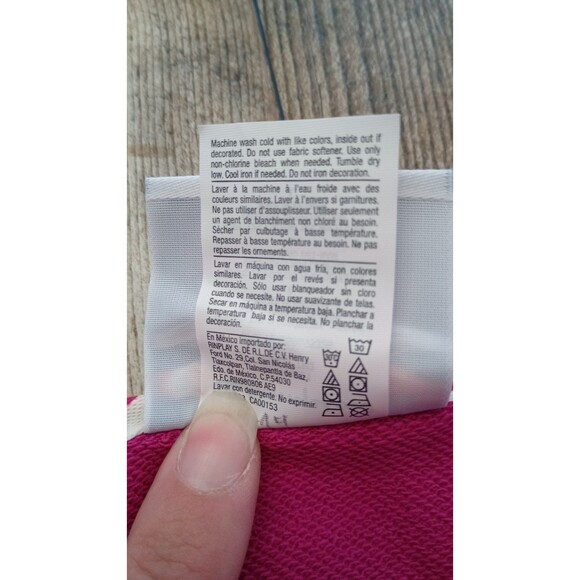 Machine wash cold with like colors, inside out if
decorated. Do not use fabric softener. Use only
non-chlorine bleach when needed. Tumble dry
low. Cool iron if needed. Do not iron decoration.
Laver à la machine à l'eau froide avec des
couleurs similaires. Laver à l'envers si garnitures.
Ne pas utiliser d'assouplisseur. Utiliser seulement
un agent de blanchiment non chloré au besoin.
Sécher par culbutage à basse température.
Repasser à basse température au besoin. Ne pas
repasser les ornements.
Lavar en máquina con agua fría, con colores
similares. Lavar por el revés si presenta
decoración. Sólo usar blanqueador sin cloro
cuando se necesite. No usar suavizante de telas.
Secar en máquina a temperatura baja. Planchar a
temperatura baja si se necesita. No planchar la
decoración.
En México importado por:
RINPLAY S. DE R.L.DE C.V. Henry
Ford No. 29,Col. San Nicolás
Tlaxcolpan, Tlalnepantla de Baz,
Edo. de México, C.P.54030
R.F.C.RIN980806 AE9
Lavar con detergente. No exprimir.
CA00153
30